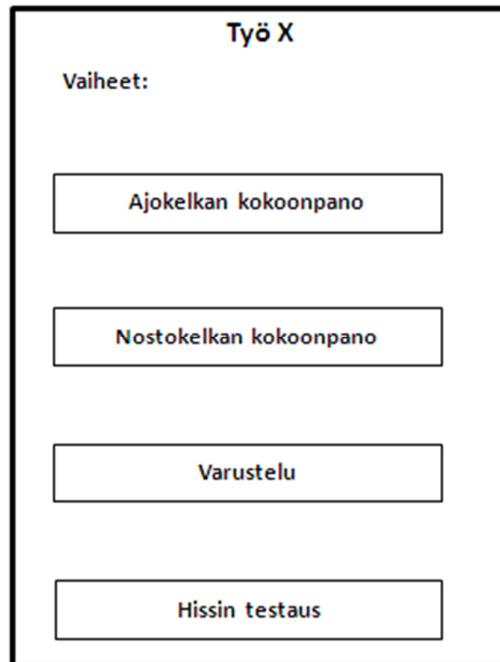 Työ X
Vaiheet:
Ajokelkan kokoonpano
Nostokelkan kokoonpano
Varustelu
Hissin testaus